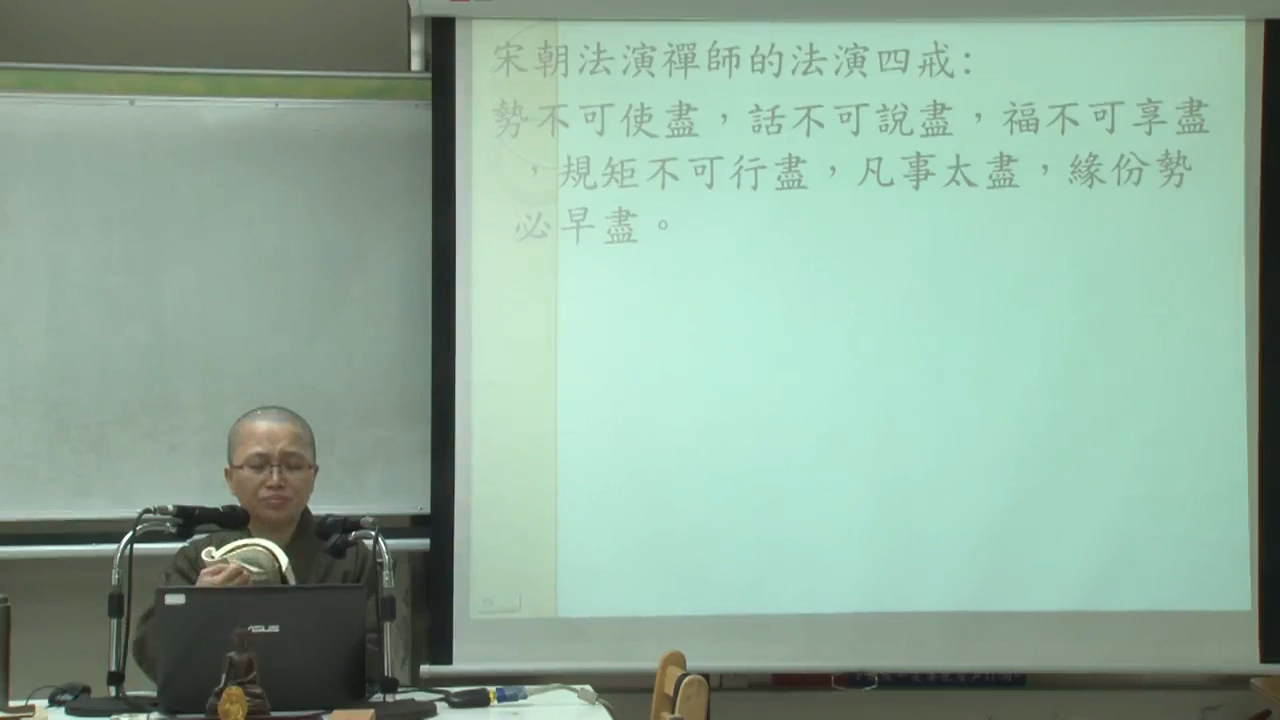 宋朝法演禪師的法演四戒:
勢不可使盡，話不可說盡，福不可享盡
，規矩不可行盡，凡事太盡，緣份勢
必早盡。
ASUS